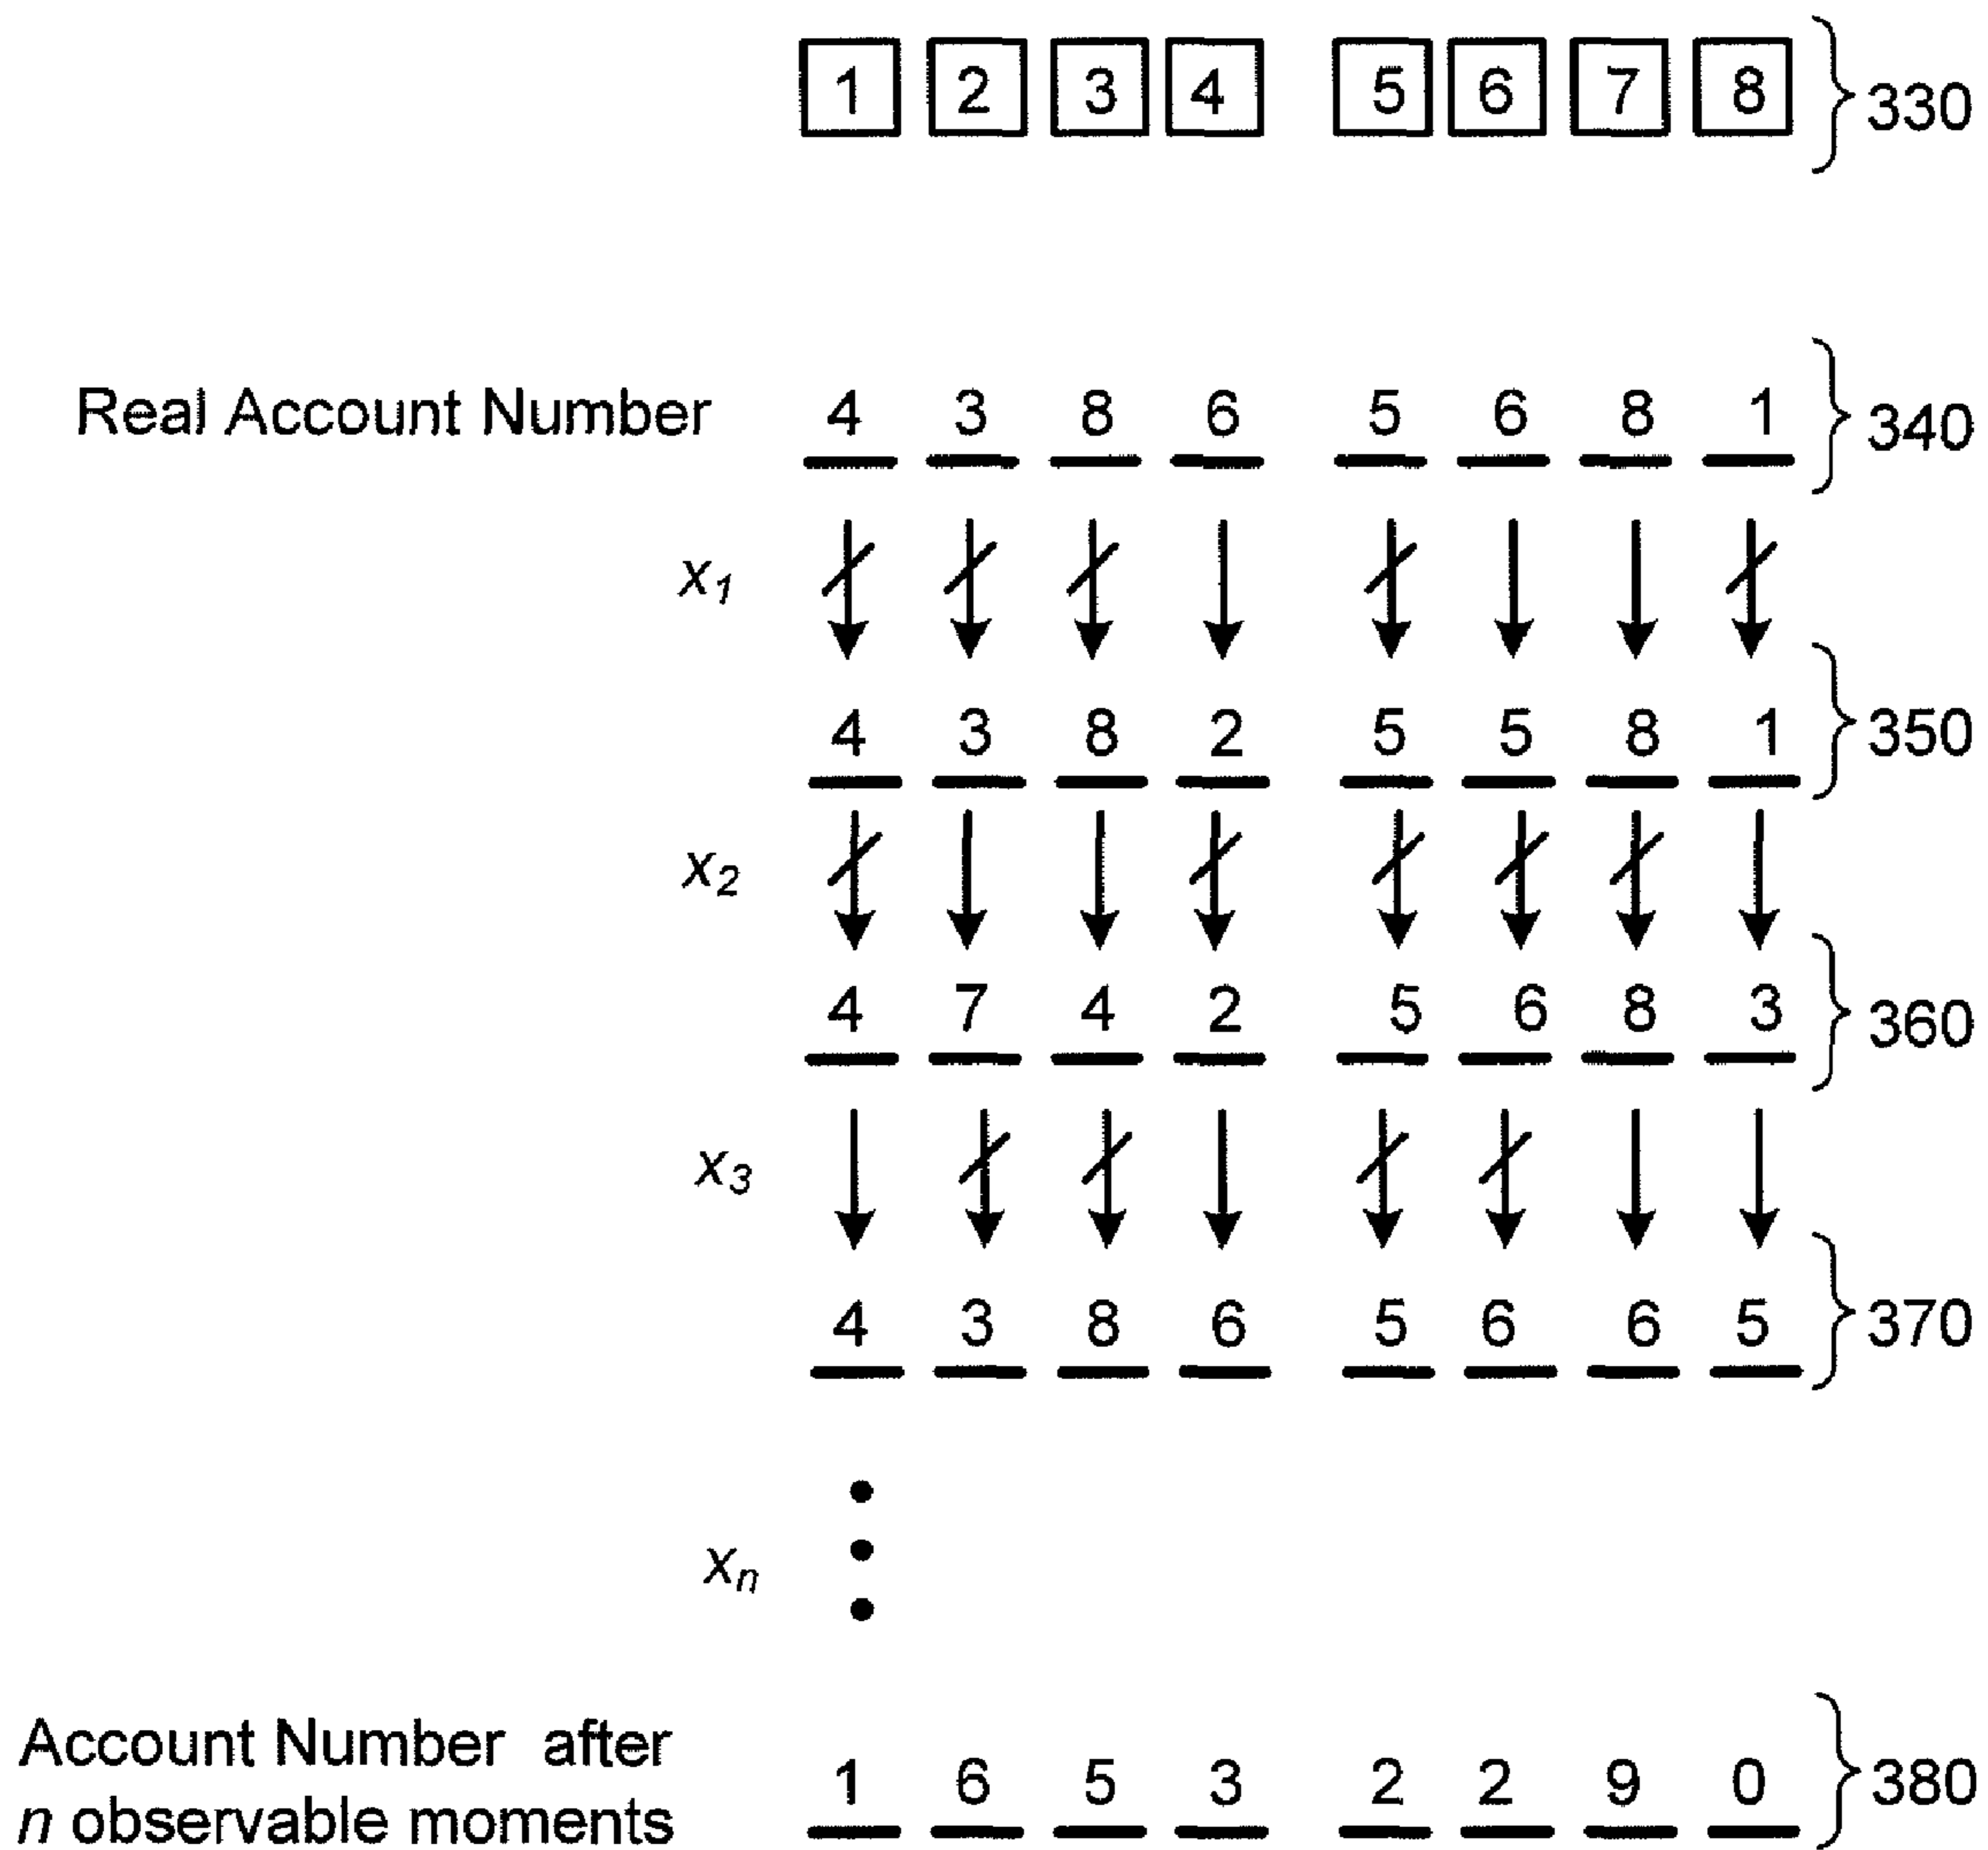 1 2 3 4 5 6 7 8 330
Real Account Number 4 3 8 6 5 6 8 1 340
x1
4 3 8 2 5 5 8 1 350
x2
4 7 4 2 5 6 8 3 360
x3
4 3 8 6 5 6 6 5 370
xn
Account Number after
n observable moments 1 6 5 3 2 2 9 0 380